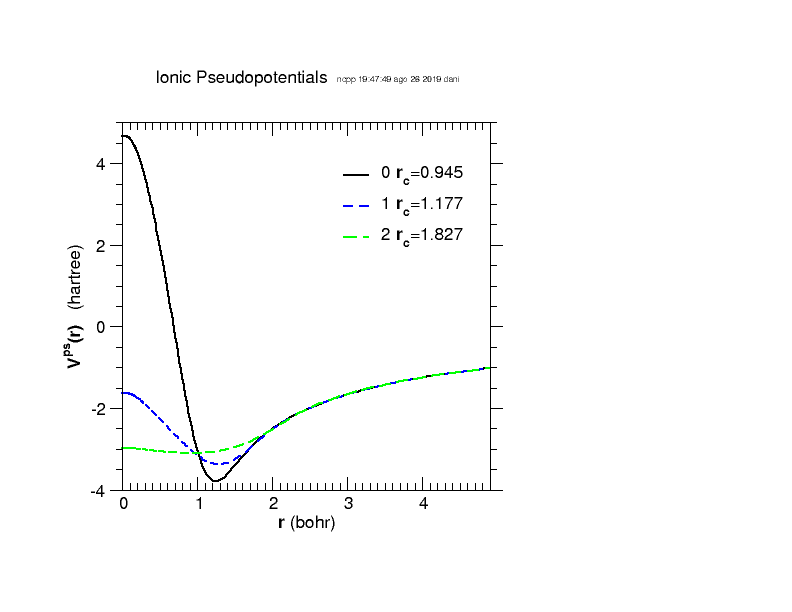 Ionic Pseudopotentials ncpp 19:47:49 ago 26 2019 dani
0 rc=0.945
1 rc=1.177
2 rc=1.827
Vps(r) (hartree)
4
2
0
-2
-4
0 1 2 3 4
r (bohr)